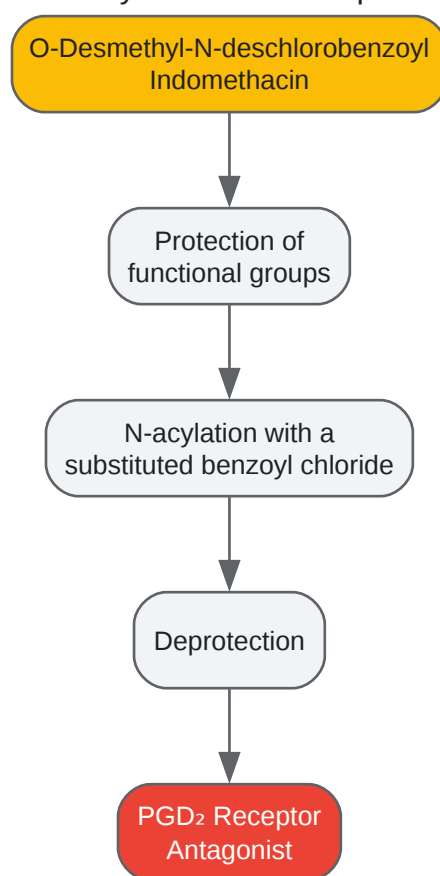 O-Desmethyl-N-deschlorobenzoyl
Indomethacin
Protection of
functional groups
N-acylation with a
substituted benzoyl chloride
Deprotection
PGD₂ Receptor
Antagonist